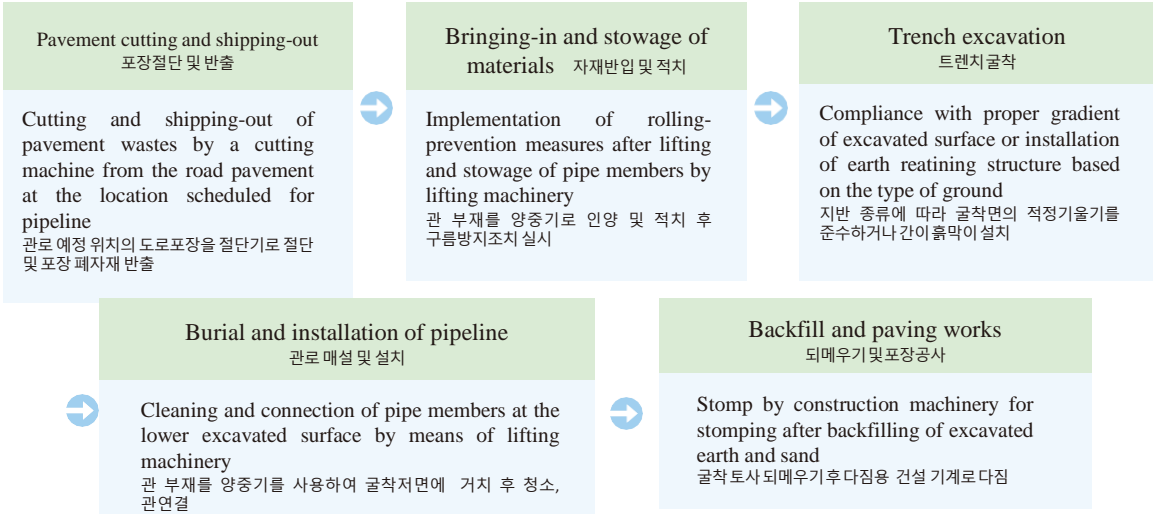 Pavement cutting and shipping-out
포장절단 및 반출
Cutting and shipping-out of
pavement wastes by a cutting
machine from the road pavement
at the location scheduled for
pipeline
관로 예정 위치의 도로포장을 절단기로 절단
및 포장 폐자재 반출
Bringing-in and stowage of
materials 자재반입 및 적치
Implementation of rolling-
prevention measures after lifting
and stowage of pipe members by
lifting machinery
관 부재를 양중기로 인양 및 적치 후
구름방지조치 실시
Trench excavation
트렌치 굴착
Compliance with proper gradient
of excavated surface or installation
of earth reatining structure based
on the type of ground
지반 종류에 따라 굴착면의 적정기울기를
준수하거나 간이 흙막이 설치
Burial and installation of pipeline
관로 매설 및 설치
Cleaning and connection of pipe members at the
lower excavated surface by means of lifting
machinery
관 부재를 양중기를 사용하여 굴착저면에 거치 후 청소,
관연결
Backfill and paving works
되메우기 및 포장공사
Stomp by construction machinery for
stomping after backfilling of excavated
earth and sand
굴착 토사 되메우기 후 다짐용 건설 기계로 다짐